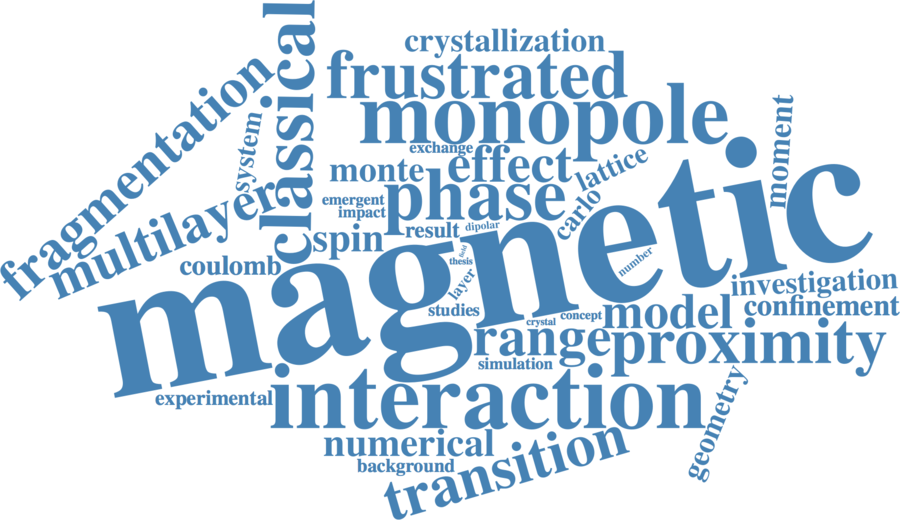 crystallization
frustrated
monopole
classical
fragmentation
system
multilayer
exchange
monte
effect
lattice
moment
emergent
impact
phase
carlo
spin
result
dipolar
coulomb
magnetic
field
thesis
layer
number
investigation
studies
crystal
concept
model
confinement
range
proximity
simulation
experimental
interaction
geometry
numerical
background
transition